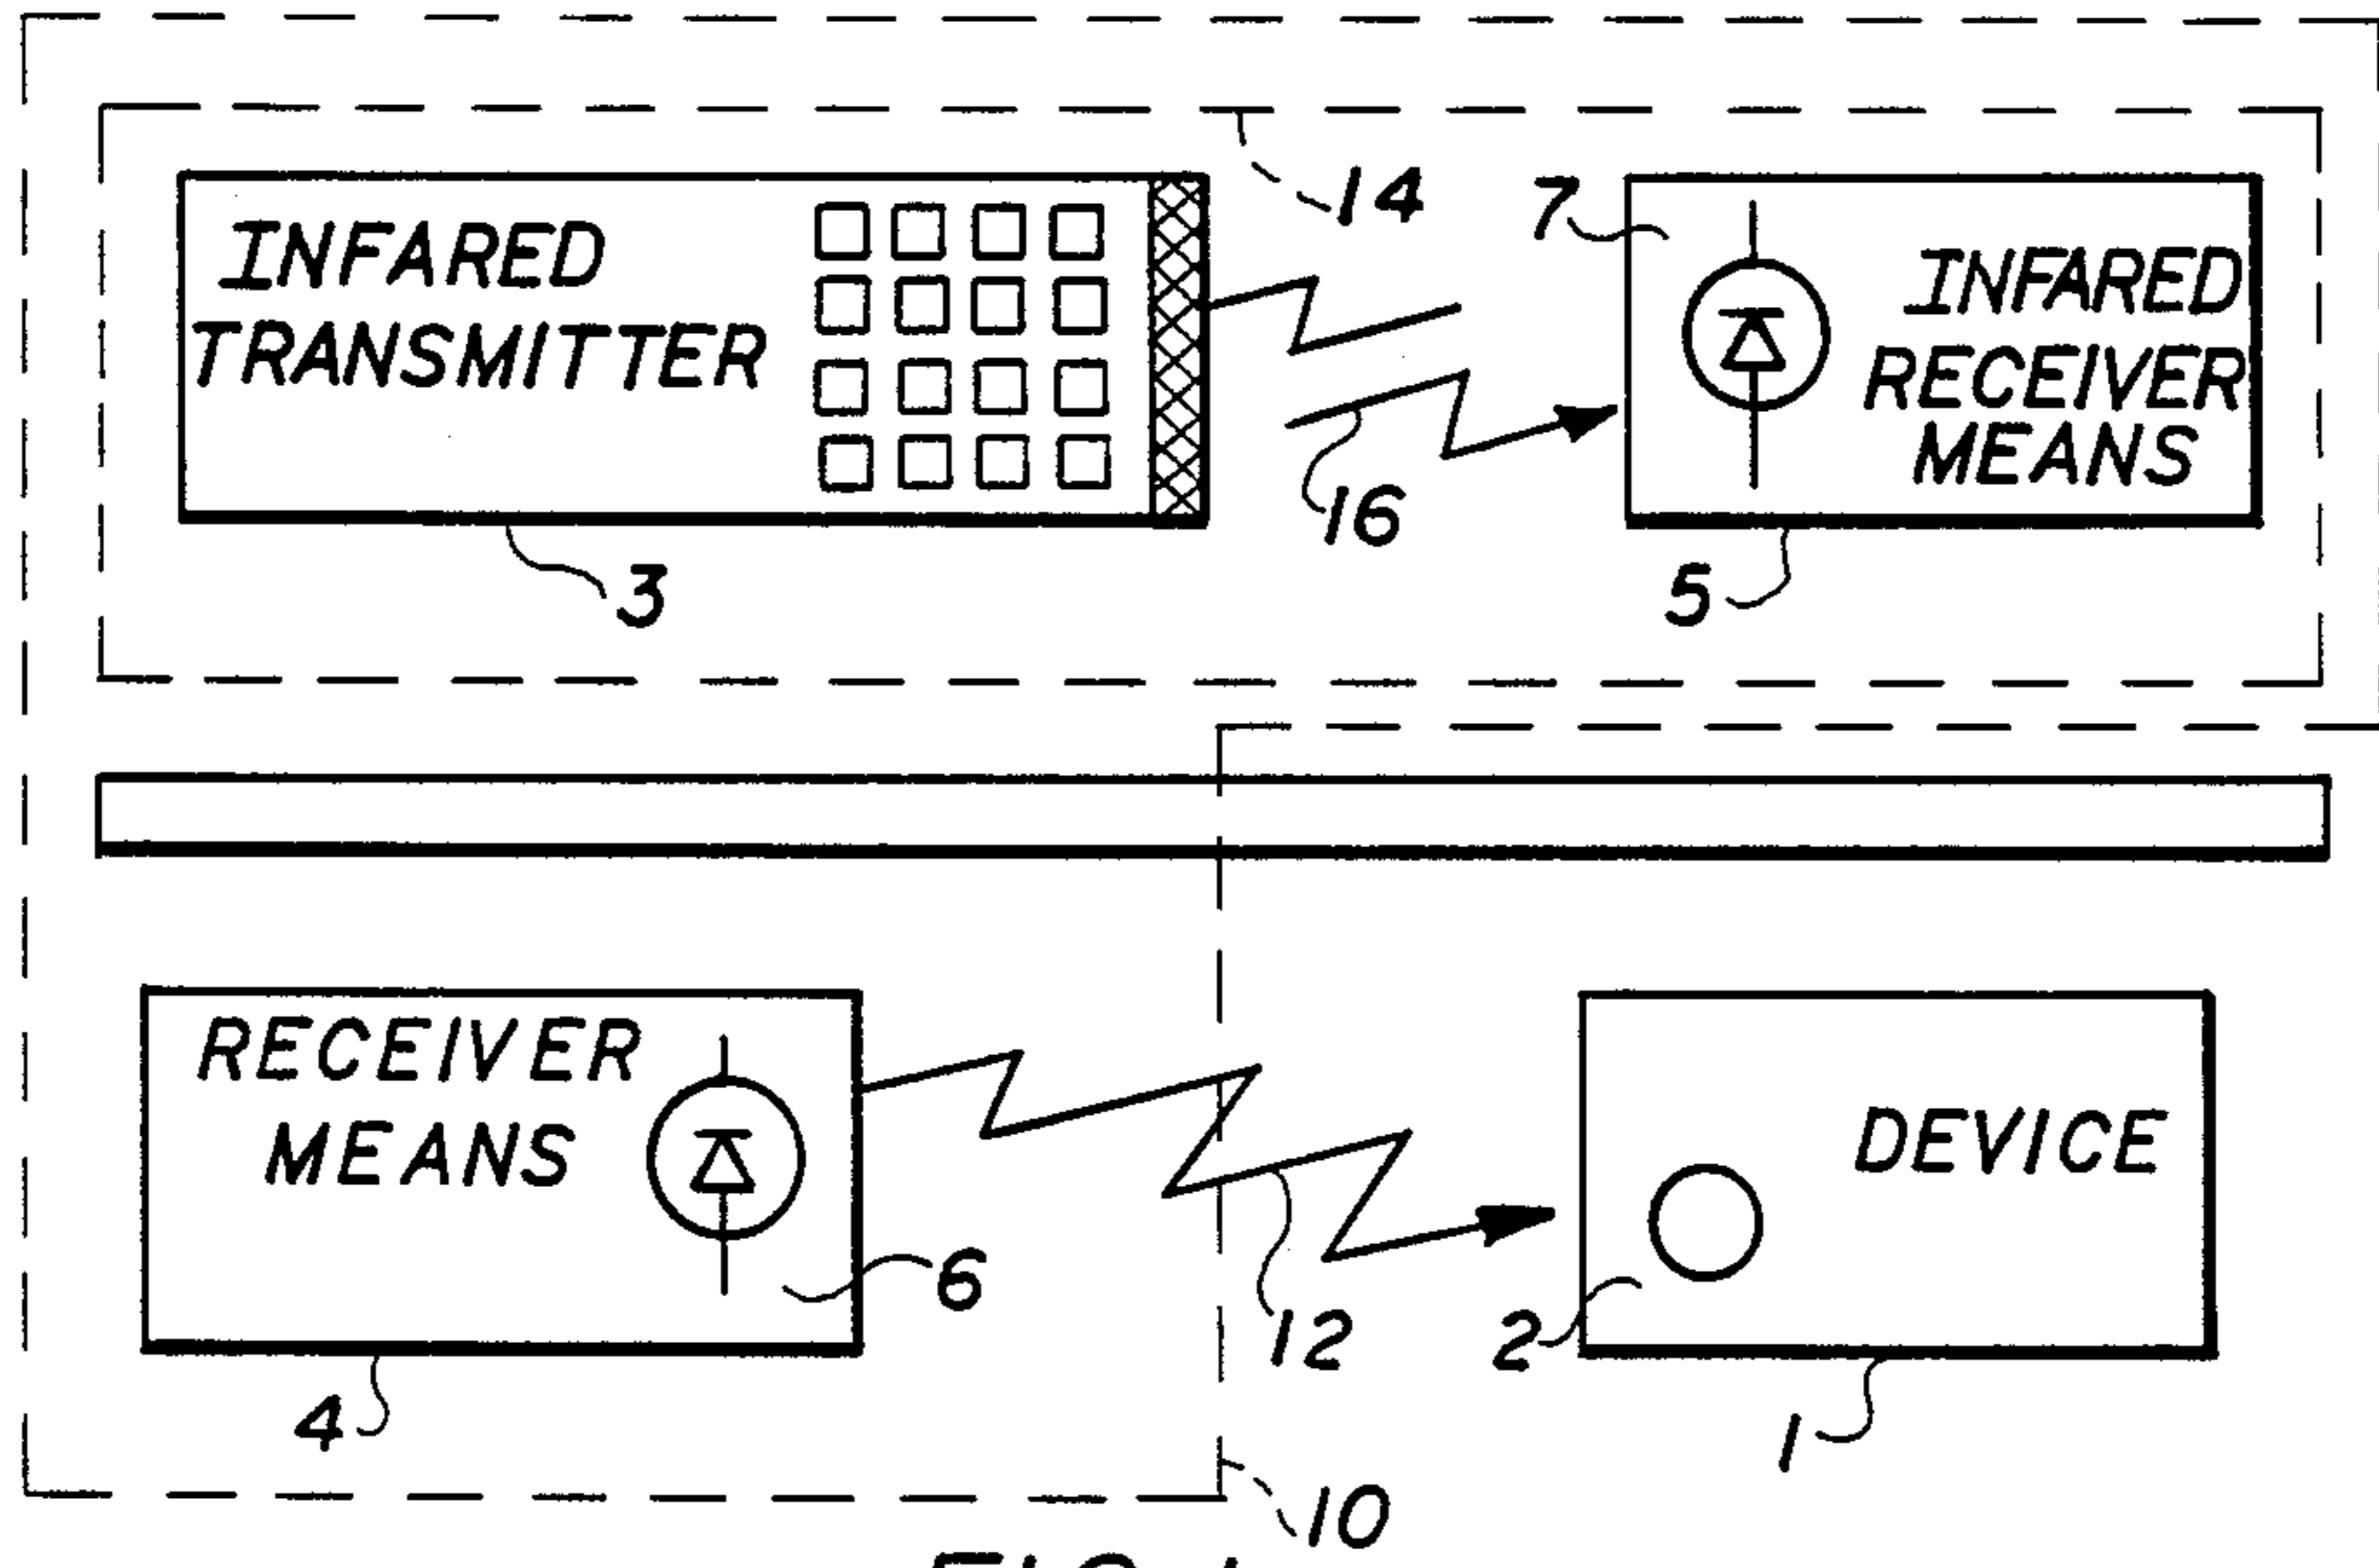 14
7
INFARED
TRANSMITTER
INFARED
RECEIVER
MEANS
16
3
5
RECEIVER
MEANS
DEVICE
6
12
2
4
1
10